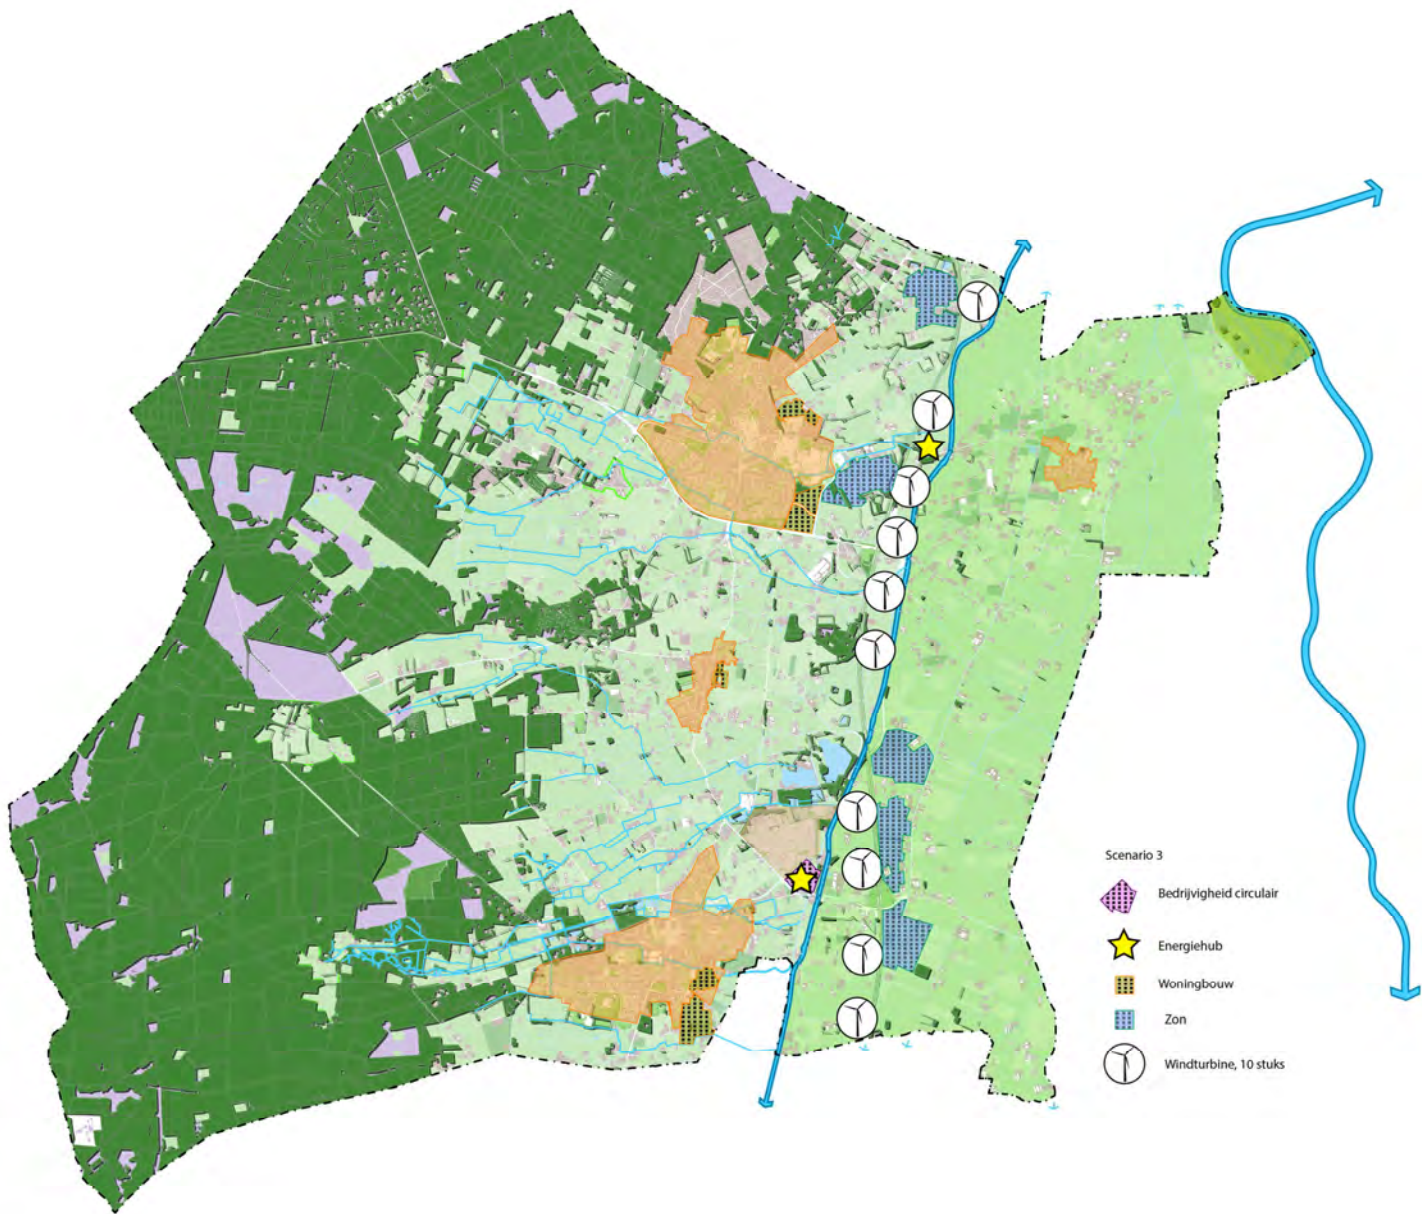 Scenario 3
Bedrijvigheid circulair
Energiehub
Woningbouw
Zon
Windturbine, 10 stuks